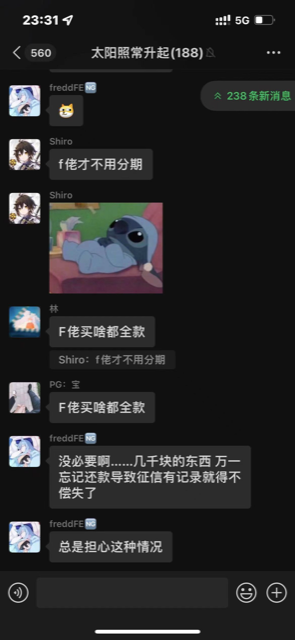 23:31
5G
560
太阳照常升起(188)
freddFE🆖
238条新消息
Shiro
f佬才不用分期
Shiro
林
F佬买啥都全款
Shiro：f佬才不用分期
PG：宝
F佬买啥都全款
freddFE🆖
没必要啊……几千块的东西 万一
忘记还款导致征信有记录就得不
偿失了
freddFE🆖
总是担心这种情况